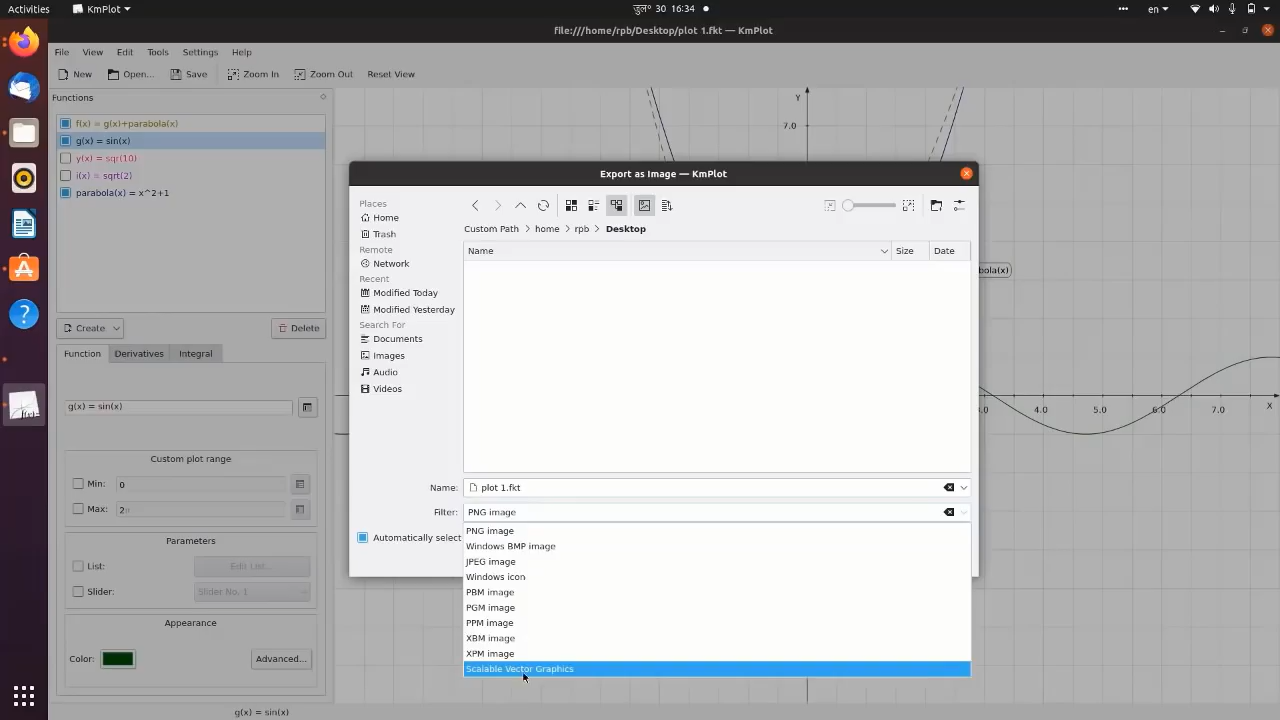 Activities
KmPlot
जुल॰ 30 16:34
en
file:///home/rpb/Desktop/plot 1.fkt — KmPlot
File View Edit Tools Settings Help
New Open... Save Zoom In Zoom Out Reset View
Functions
f(x) = g(x)+parabola(x)
g(x) = sin(x)
y(x) = sqr(10)
i(x) = sqrt(2)
parabola(x) = x^2+1
Create
Delete
Function Derivatives Integral
g(x) = sin(x)
Custom plot range
Min: 0
Max: 2π
Parameters
List: Edit List...
Slider: Slider No. 1
Appearance
Color: Advanced...
g(x) = sin(x)
Y
7.0
bola(x)
.0 4.0 5.0 6.0 7.0 X
Export as Image — KmPlot
Places
Home
Trash
Remote
Network
Recent
Modified Today
Modified Yesterday
Search For
Documents
Images
Audio
Videos
Custom Path > home > rpb > Desktop
Name Size Date
Name: plot 1.fkt
Filter: PNG image
Automatically select
PNG image
Windows BMP image
JPEG image
Windows icon
PBM image
PGM image
PPM image
XBM image
XPM image
Scalable Vector Graphics